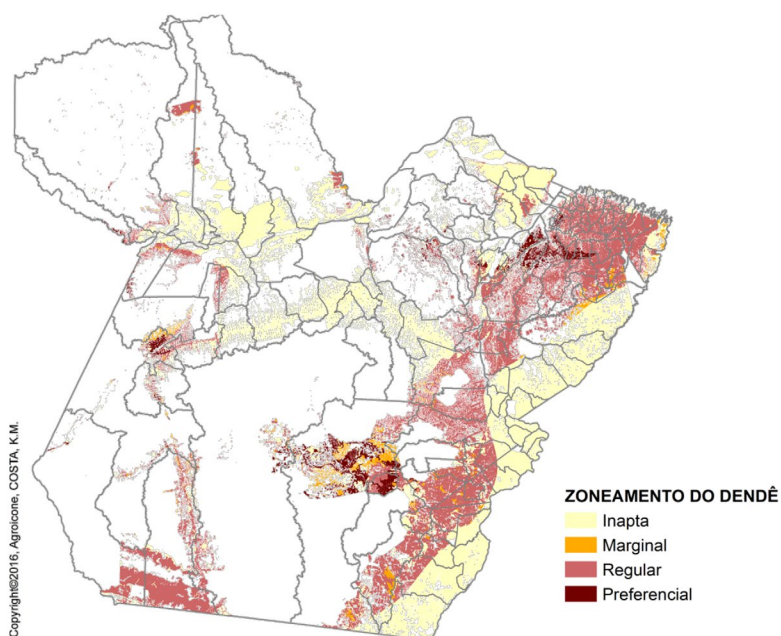 ZONEAMENTO DO DENDÊ
Inapta
Marginal
Regular
Preferencial
Copyright©2016, Agroicone, COSTA, K.M.